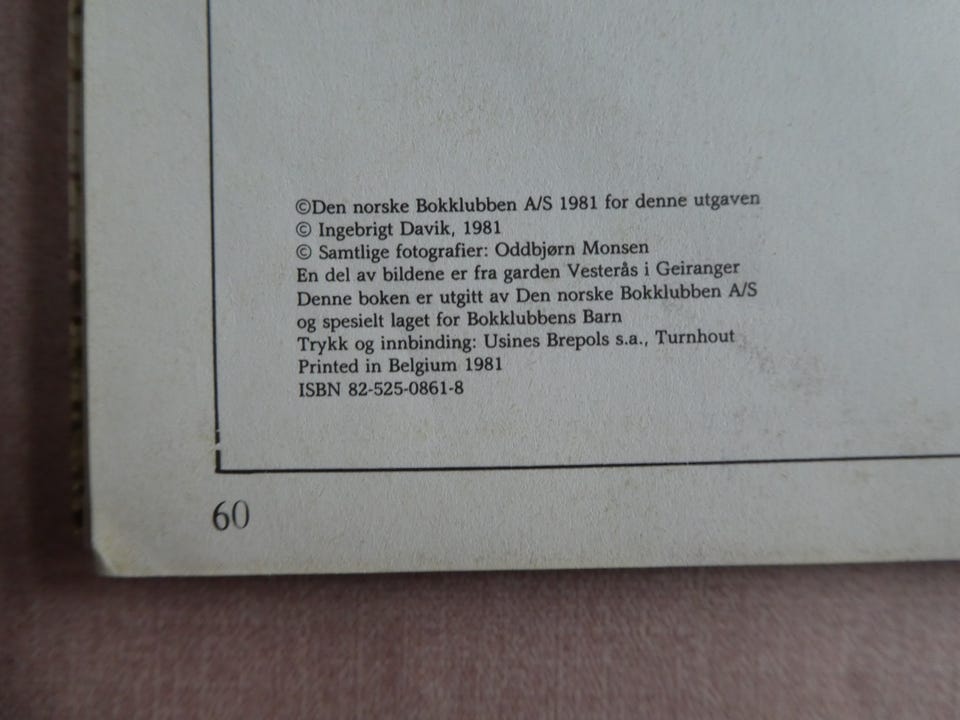 ©Den norske Bokklubben A/S 1981 for denne utgaven
© Ingebrigt Davik, 1981
© Samtlige fotografier: Oddbjørn Monsen
En del av bildene er fra garden Vesterås i Geiranger
Denne boken er utgitt av Den norske Bokklubben A/S
og spesielt laget for Bokklubbens Barn
Trykk og innbinding: Usines Brepols s.a., Turnhout
Printed in Belgium 1981
ISBN 82-525-0861-8
60